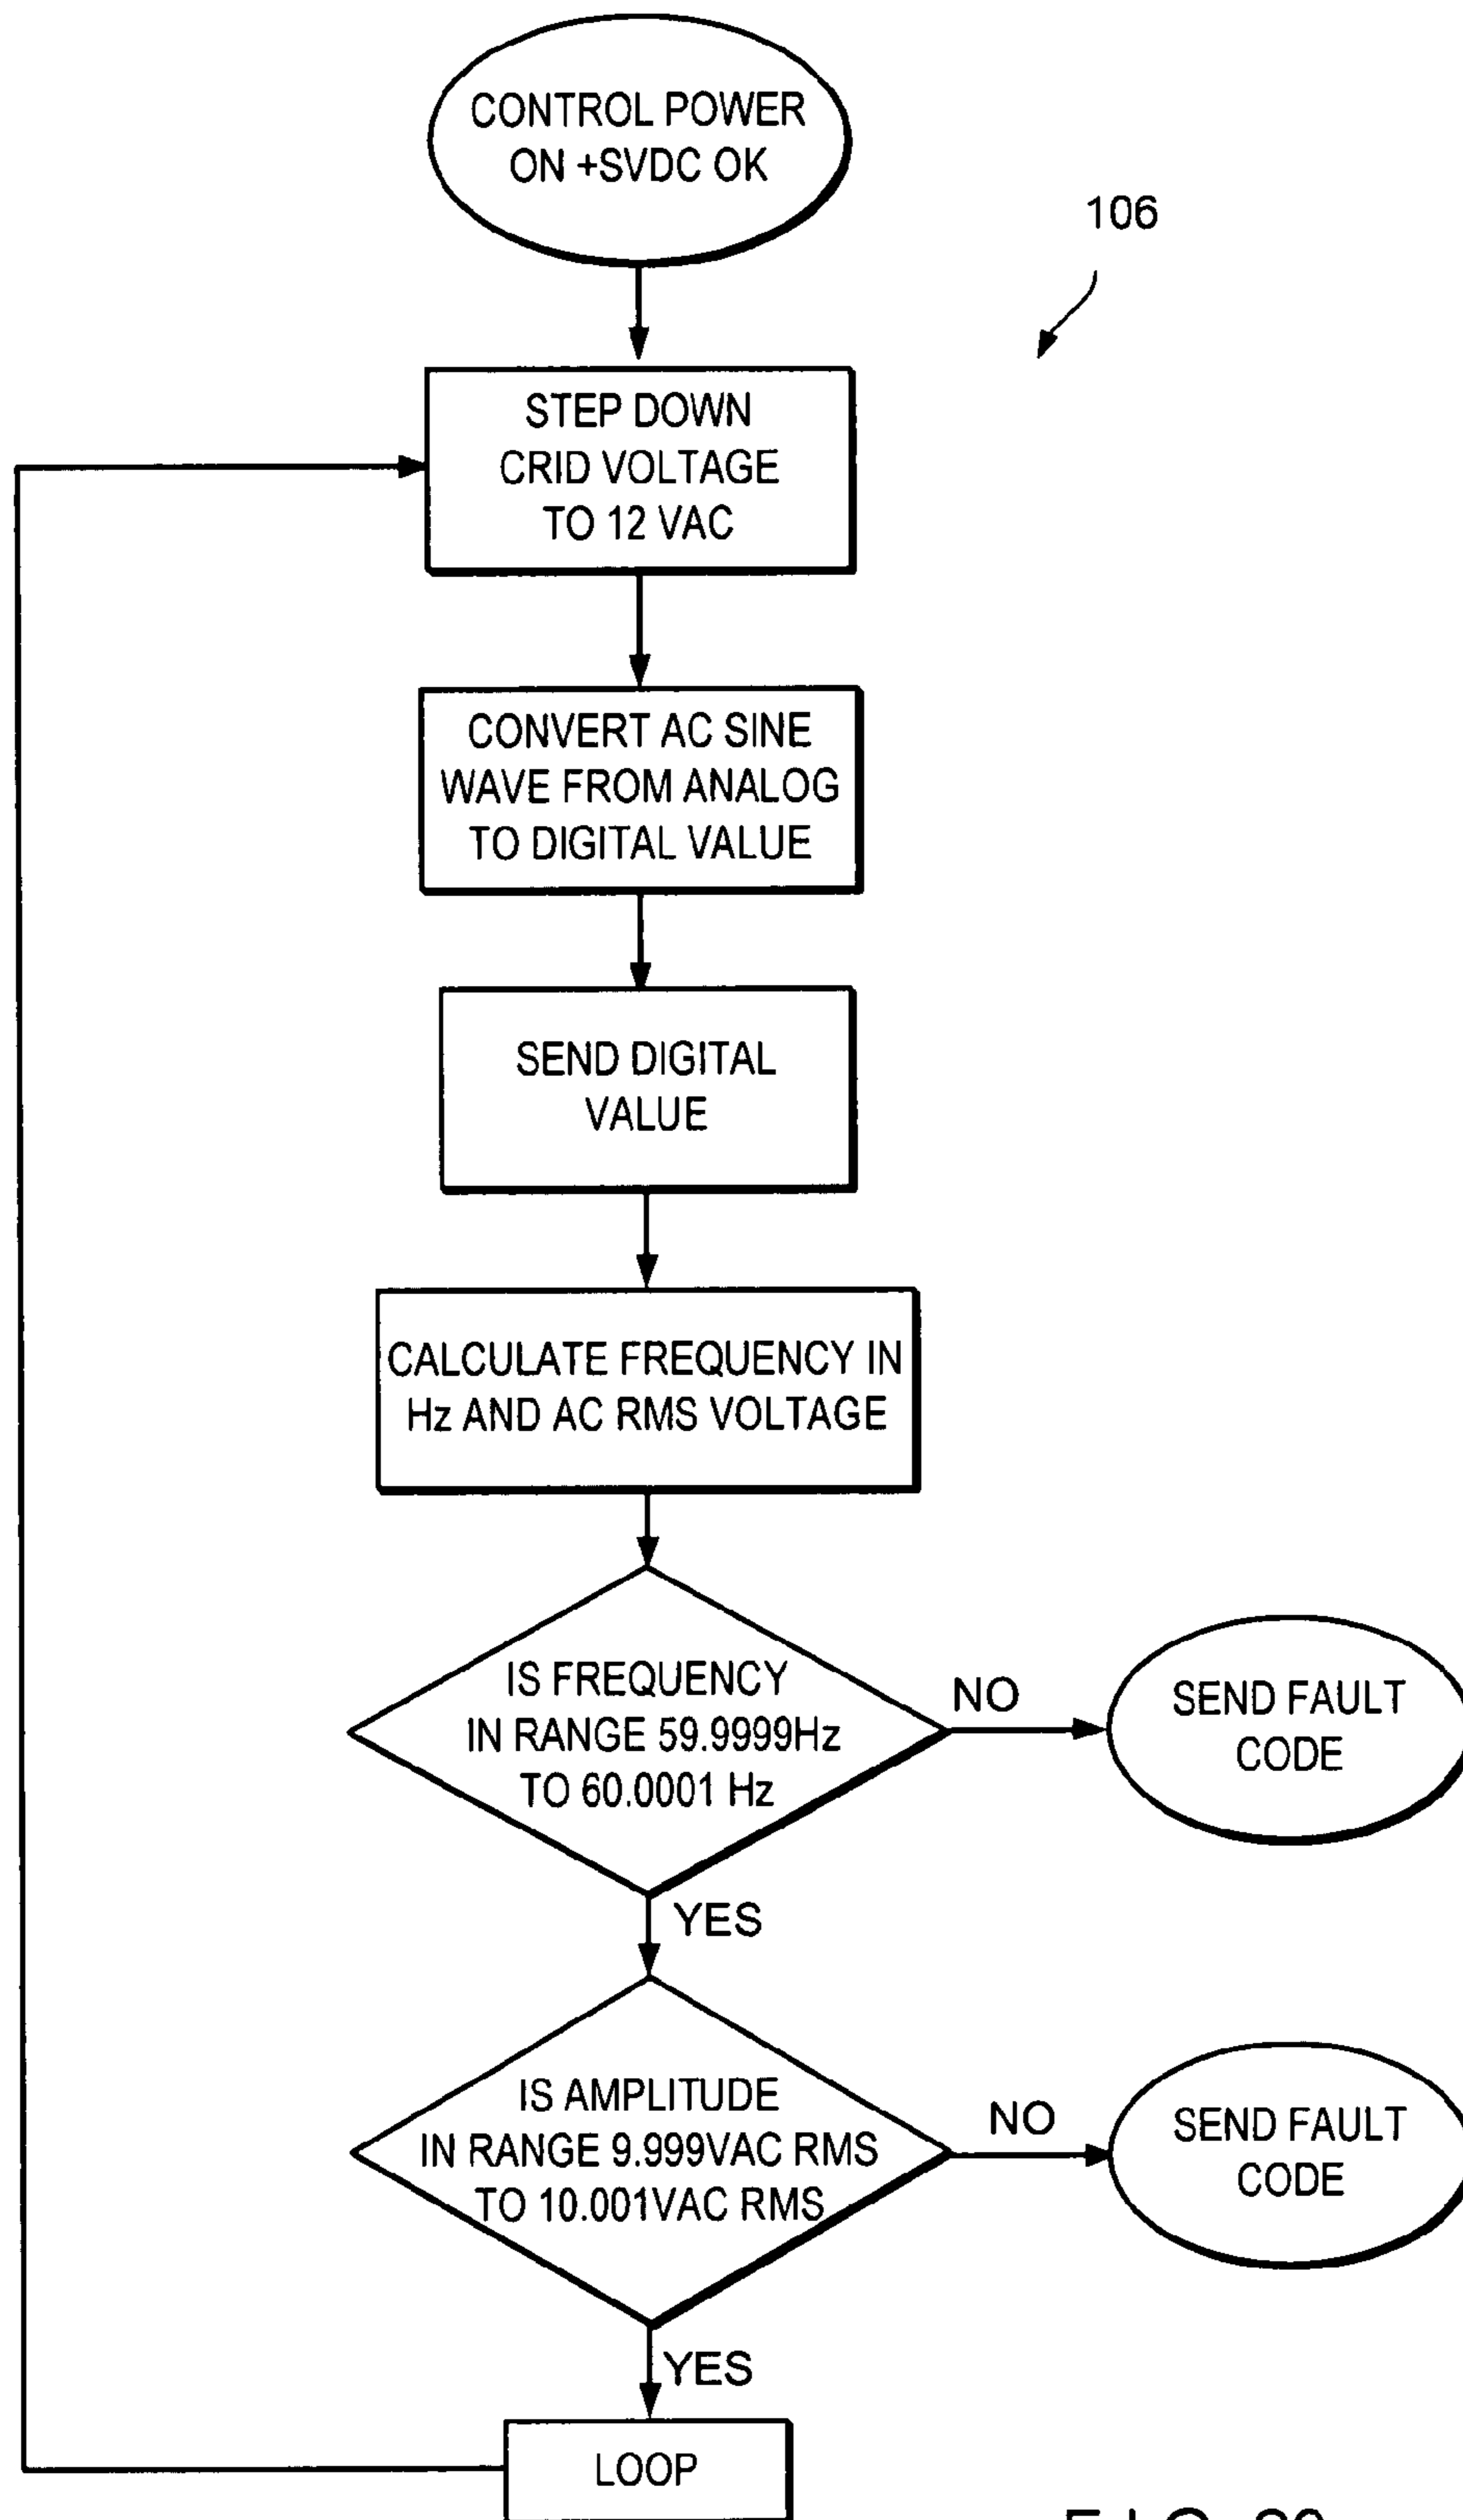 CONTROL POWER
ON +SVDC OK
106
STEP DOWN
CRID VOLTAGE
TO 12 VAC
CONVERT AC SINE
WAVE FROM ANALOG
TO DIGITAL VALUE
SEND DIGITAL
VALUE
CALCULATE FREQUENCY IN
Hz AND AC RMS VOLTAGE
IS FREQUENCY
IN RANGE 59.9999Hz
TO 60.0001 Hz
NO
SEND FAULT
CODE
YES
IS AMPLITUDE
IN RANGE 9.999VAC RMS
TO 10.001VAC RMS
NO
SEND FAULT
CODE
YES
LOOP